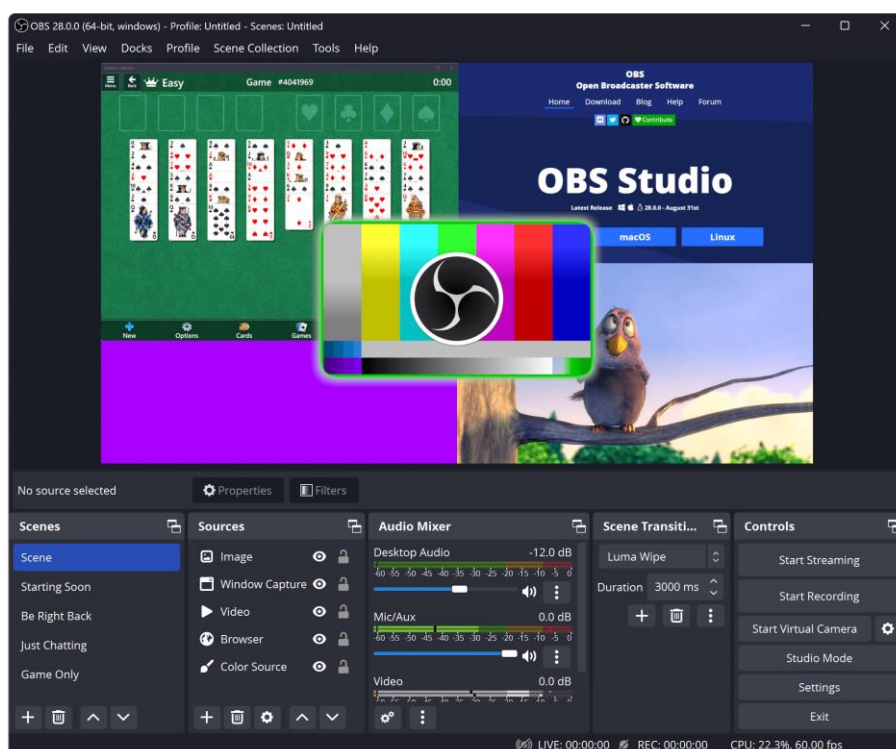 OBS 28.0.0 (64-bit, windows) - Profile: Untitled - Scenes: Untitled
File Edit View Docks Profile Scene Collection Tools Help
Menu Back Easy Game #4041969 0:00
New Options Cards Games
OBS
Open Broadcaster Software
Home Download Blog Help Forum
Contribute
OBS Studio
Latest Release 28.0.0 - August 31st
macOS Linux
No source selected Properties Filters
Scenes
Scene
Starting Soon
Be Right Back
Just Chatting
Game Only
Sources
Image
Window Capture
Video
Browser
Color Source
Audio Mixer
Desktop Audio -12.0 dB
-60 -55 -50 -45 -40 -35 -30 -25 -20 -15 -10 -5 0
Mic/Aux 0.0 dB
-60 -55 -50 -45 -40 -35 -30 -25 -20 -15 -10 -5 0
Video 0.0 dB
Scene Transiti...
Luma Wipe
Duration 3000 ms
Controls
Start Streaming
Start Recording
Start Virtual Camera
Studio Mode
Settings
Exit
LIVE: 00:00:00 REC: 00:00:00 CPU: 22.3%, 60.00 fps